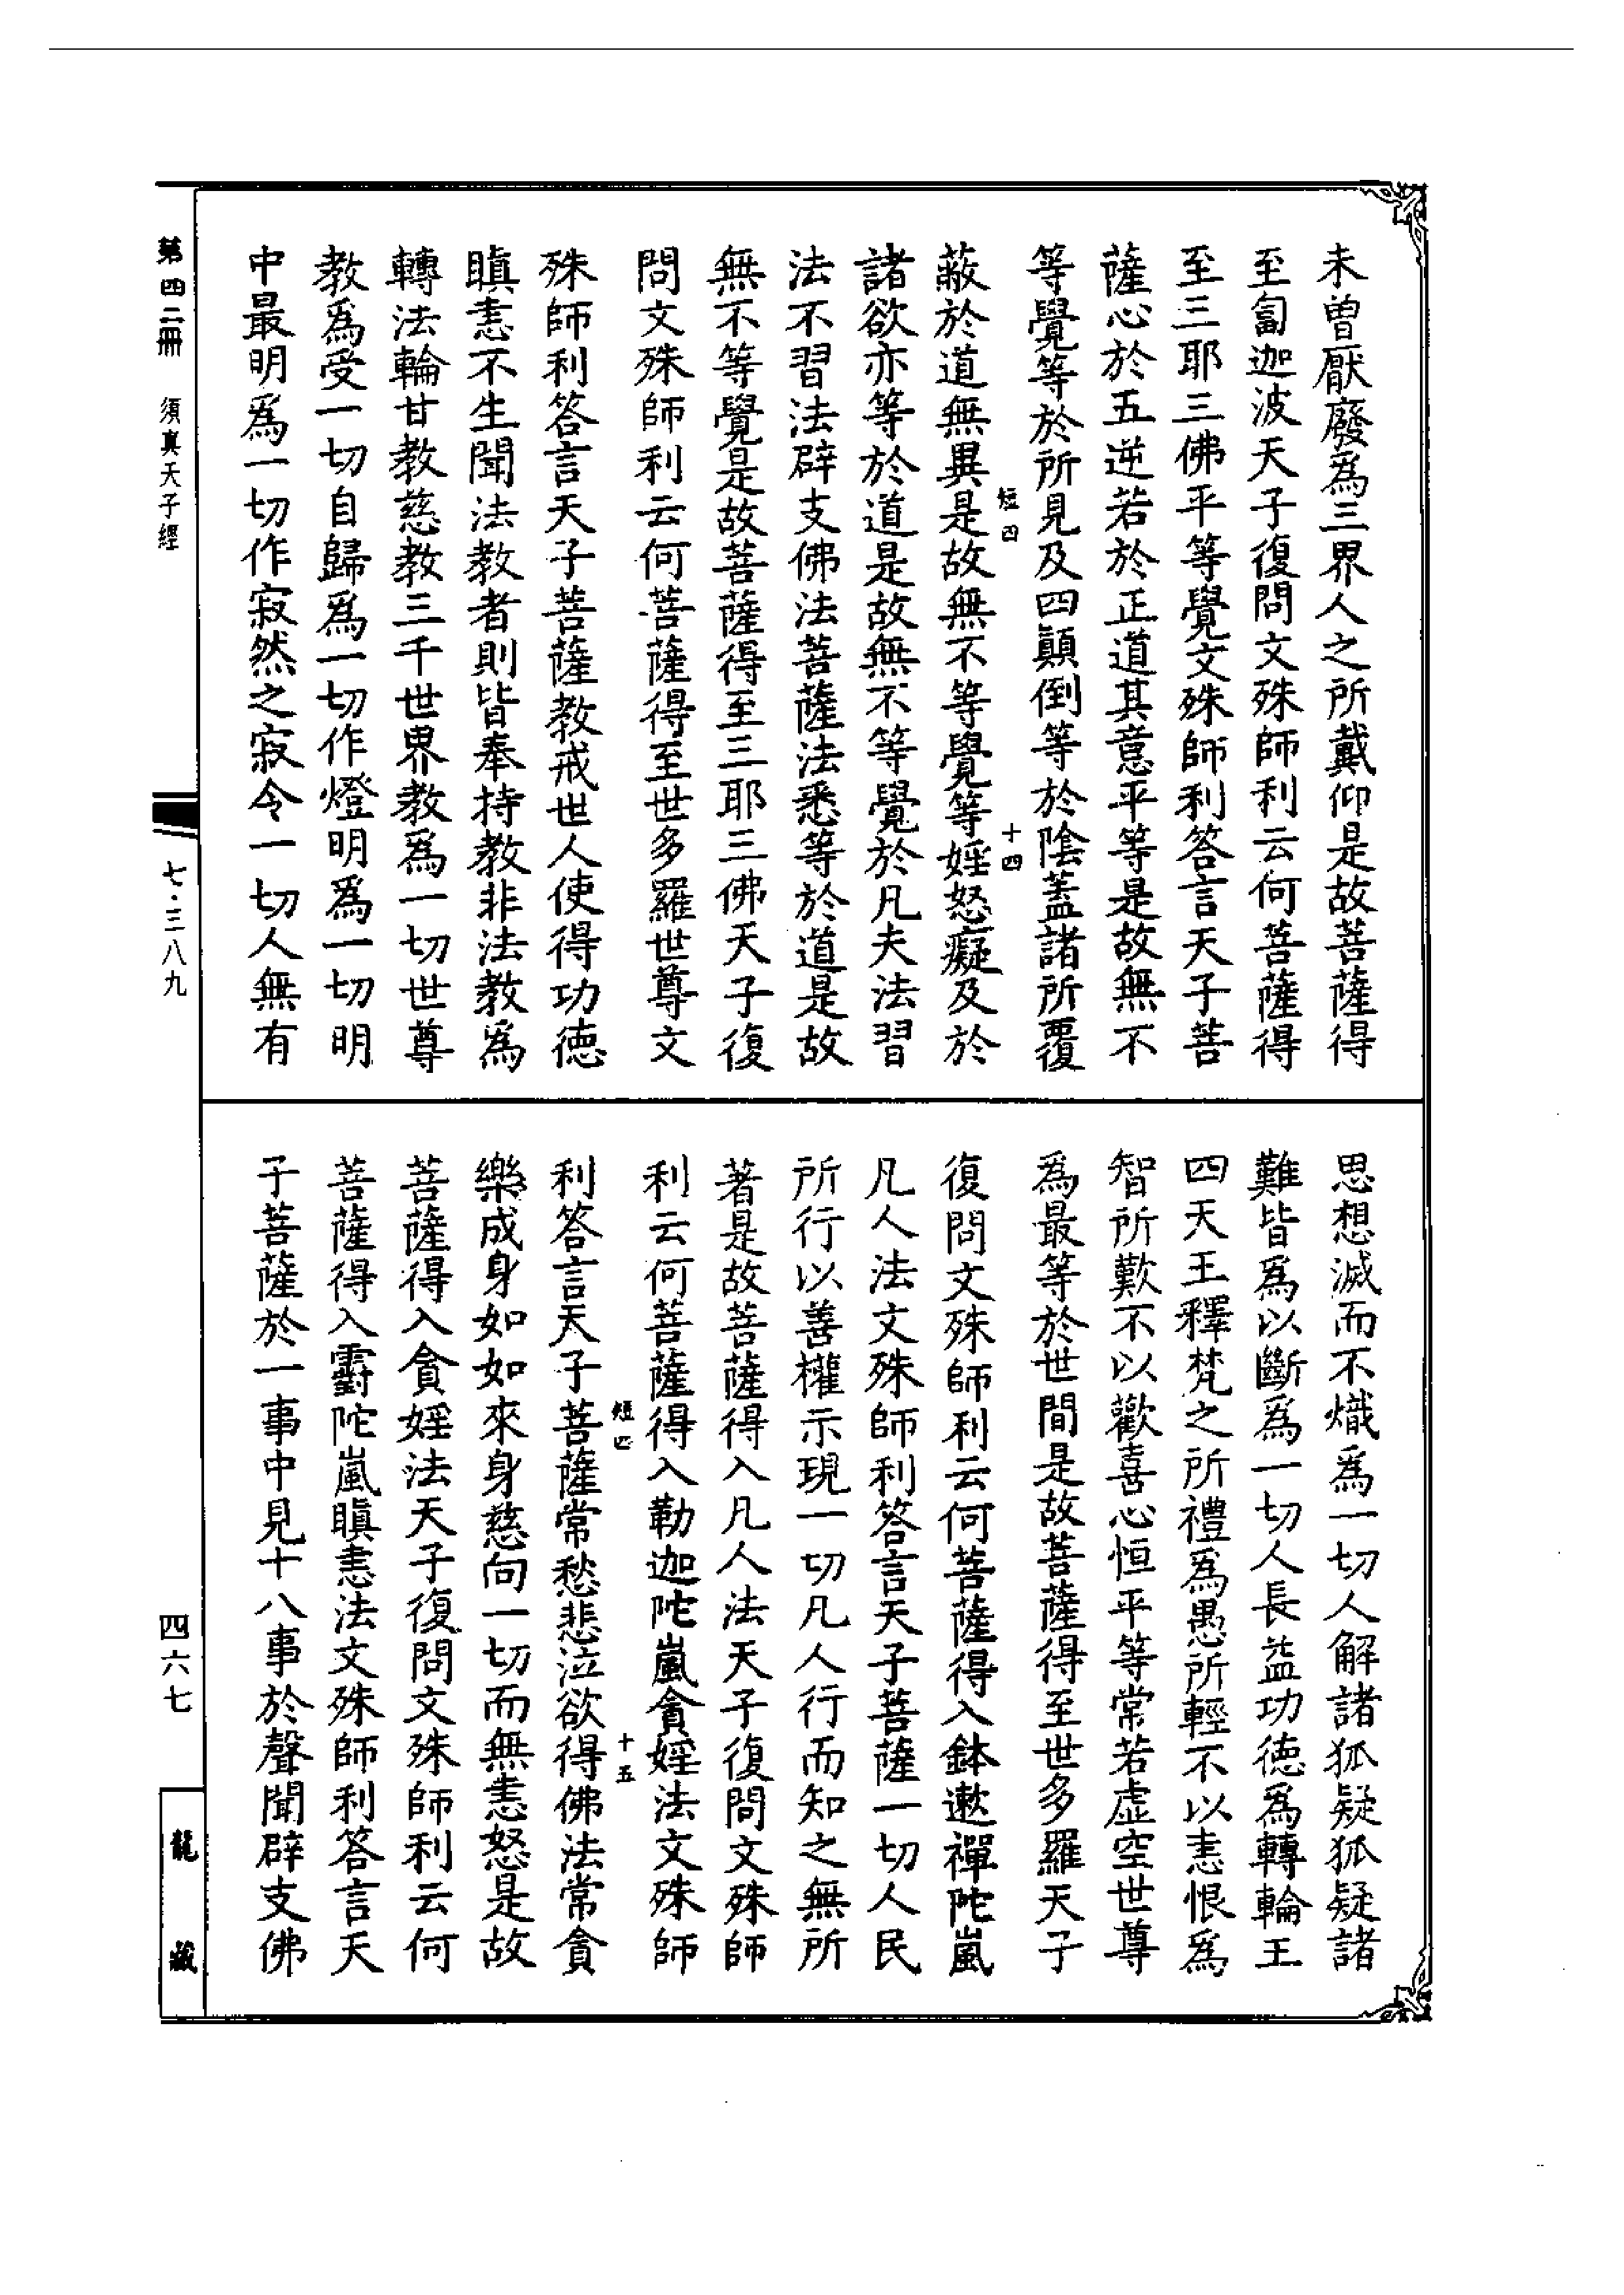 未曾厭廢爲三界人之所戴仰是故菩薩得
至匐迦波天子復問文殊師利云何菩薩得
至三耶三佛平等覺文殊師利答言天子菩
薩心於五逆若於正道其意平等是故無不
等覺等於所見及四顛倒等於陰蓋諸所覆
蔽於道無異是故無不等覺等婬怒癡及於
短四
十四
諸欲亦等於道是故無不等覺於凡夫法習
法不習法辟支佛法菩薩法悉等於道是故
無不等覺是故菩薩得至三耶三佛天子復
問文殊師利云何菩薩得至世多羅世尊文
殊師利答言天子菩薩教戒世人使得功德
瞋恚不生聞法教者則皆奉持教非法教爲
轉法輪甘教慈教三千世界教爲一切世尊
教爲受一切自歸爲一切作燈明爲一切明
中最明爲一切作寂然之寂令一切人無有
思想滅而不熾爲一切人解諸狐疑狐疑諸
難皆爲以斷爲一切人長益功德爲轉輪王
四天王釋梵之所禮爲愚所輕不以恚恨爲
智所歎不以歡喜心恒平等常若虛空世尊
爲最等於世間是故菩薩得至世多羅天子
復問文殊師利云何菩薩得入鉢遬禪陀嵐
凡人法文殊師利答言天子菩薩一切人民
所行以善權示現一切凡人行而知之無所
著是故菩薩得入凡人法天子復問文殊師
利云何菩薩得入勒迦陀嵐貪婬法文殊師
短四
十五
利答言天子菩薩常愁悲泣欲得佛法常貪
樂成身如如來身慈向一切而無恚怒是故
菩薩得入貪婬法天子復問文殊師利云何
菩薩得入霌陀嵐瞋恚法文殊師利答言天
子菩薩於一事中見十八事於聲聞辟支佛
第四二冊 須真天子經
七·三八九
四六七
龍藏